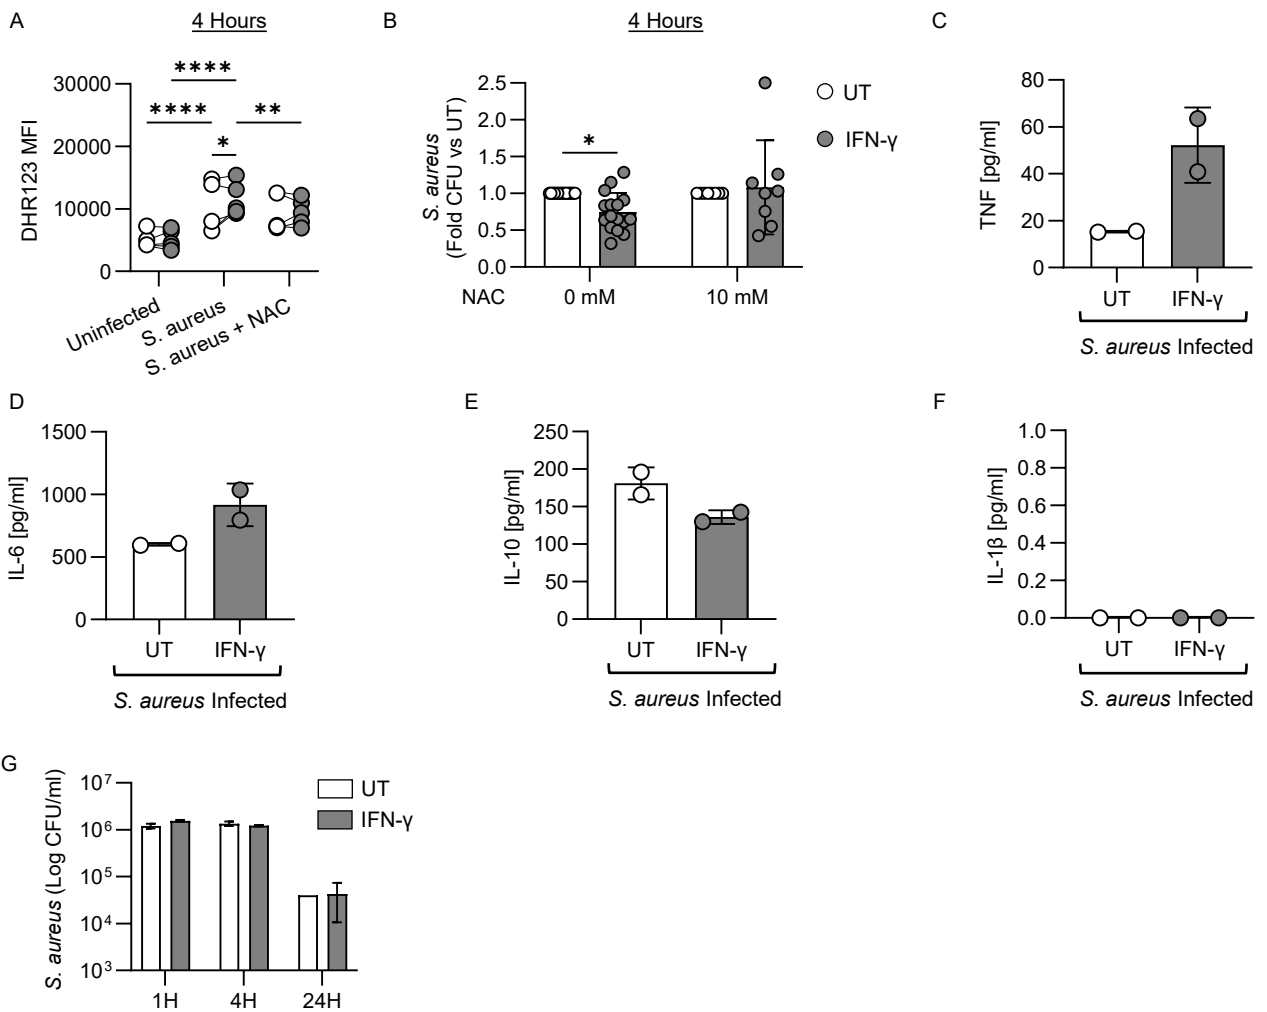 A
4 Hours
DHR123 MFI
30000
20000
10000
0
****
****
**
*
Uninfected
S. aureus
S. aureus + NAC
B
4 Hours
S. aureus
(Fold CFU vs UT)
2.5
2.0
1.5
1.0
0.5
0.0
*
NAC
0 mM
10 mM
UT
IFN-γ
C
TNF [pg/ml]
80
60
40
20
0
UT
IFN-γ
S. aureus Infected
D
IL-6 [pg/ml]
1500
1000
500
0
UT
IFN-γ
S. aureus Infected
E
IL-10 [pg/ml]
250
200
150
100
50
0
UT
IFN-γ
S. aureus Infected
F
IL-1β [pg/ml]
1.0
0.8
0.6
0.4
0.2
0.0
UT
IFN-γ
S. aureus Infected
G
S. aureus (Log CFU/ml)
10⁷
10⁶
10⁵
10⁴
10³
1H
4H
24H
UT
IFN-γ